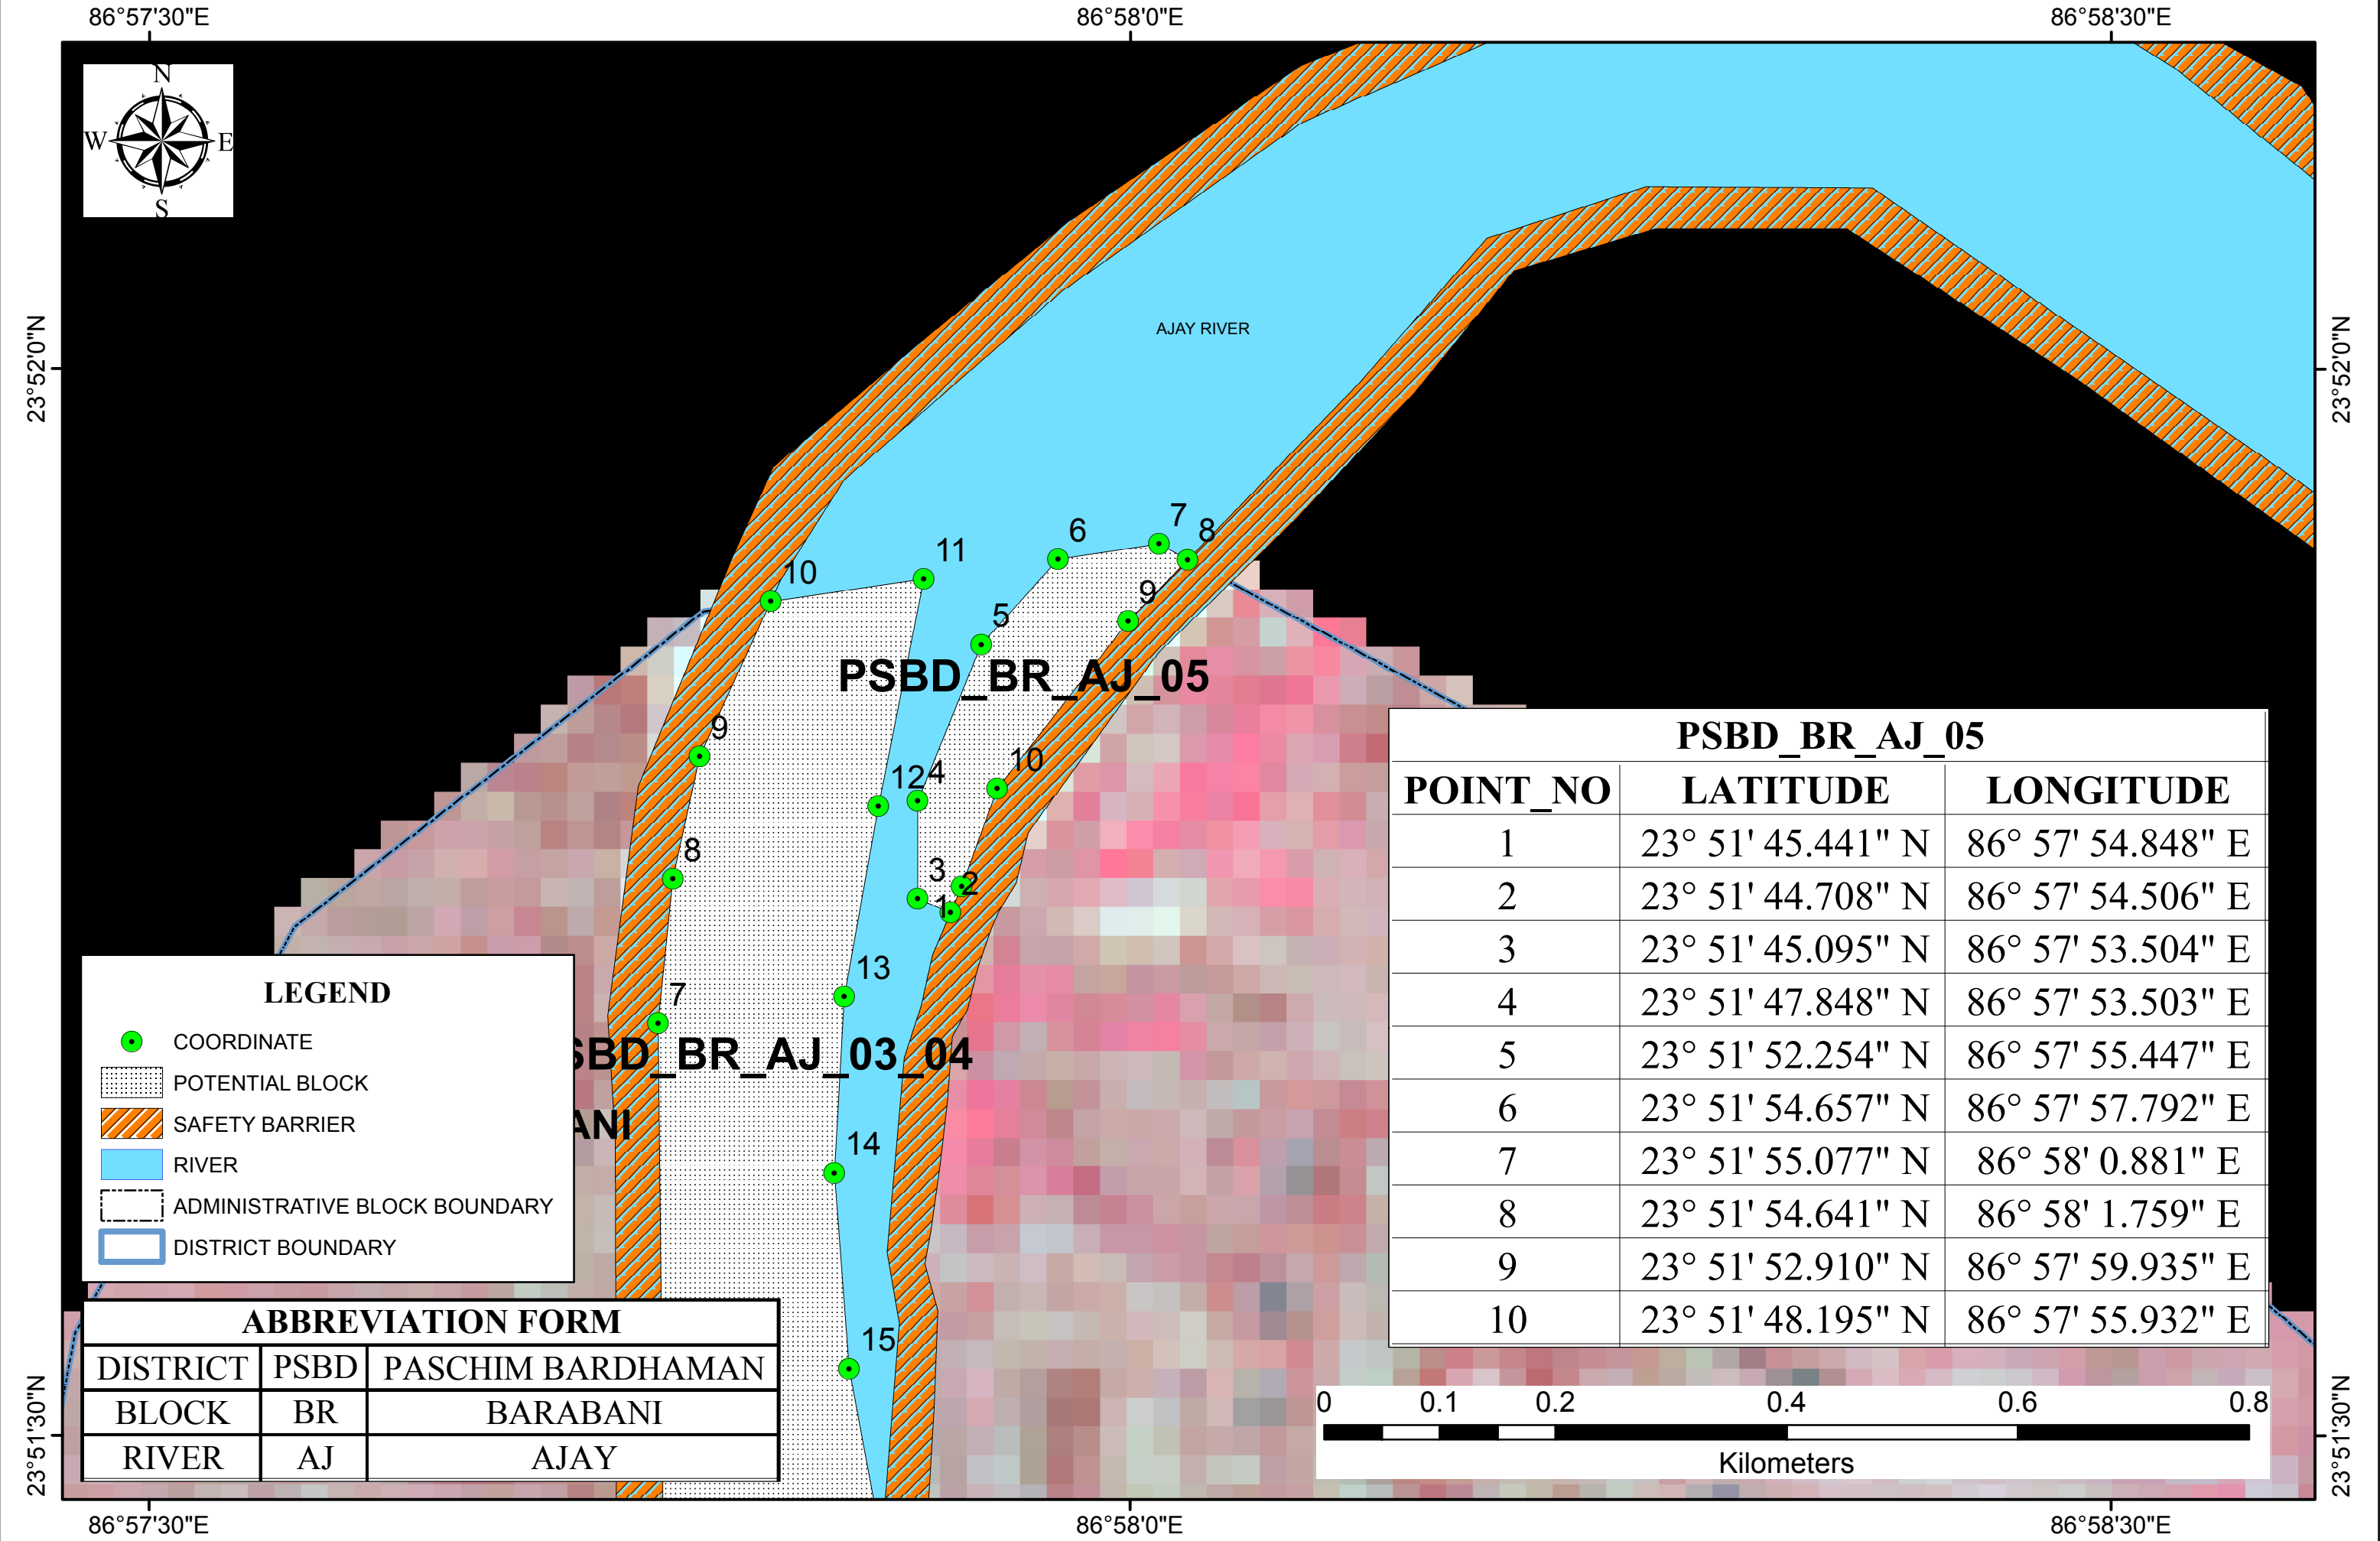 86°57'30"E 86°58'0"E 86°58'30"E
N
W E
S
23°52'0"N 23°52'0"N
AJAY RIVER
7
6 8
11
10
9
5
PSBD_BR_AJ_05
9
10
12 4
8
3 2
1
13
7
SBD_BR_AJ_03_04
ANI
14
15
PSBD_BR_AJ_05
POINT_NO LATITUDE LONGITUDE
1 23° 51' 45.441" N 86° 57' 54.848" E
2 23° 51' 44.708" N 86° 57' 54.506" E
3 23° 51' 45.095" N 86° 57' 53.504" E
4 23° 51' 47.848" N 86° 57' 53.503" E
5 23° 51' 52.254" N 86° 57' 55.447" E
6 23° 51' 54.657" N 86° 57' 57.792" E
7 23° 51' 55.077" N 86° 58' 0.881" E
8 23° 51' 54.641" N 86° 58' 1.759" E
9 23° 51' 52.910" N 86° 57' 59.935" E
10 23° 51' 48.195" N 86° 57' 55.932" E
LEGEND
COORDINATE
POTENTIAL BLOCK
SAFETY BARRIER
RIVER
ADMINISTRATIVE BLOCK BOUNDARY
DISTRICT BOUNDARY
ABBREVIATION FORM
DISTRICT PSBD PASCHIM BARDHAMAN
BLOCK BR BARABANI
RIVER AJ AJAY
0 0.1 0.2 0.4 0.6 0.8
Kilometers
23°51'30"N 23°51'30"N
86°57'30"E 86°58'0"E 86°58'30"E